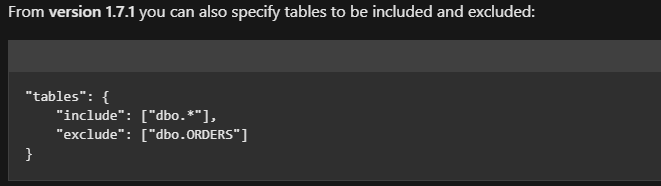 From version 1.7.1 you can also specify tables to be included and excluded:
"tables": {
    "include": ["dbo.*"],
    "exclude": ["dbo.ORDERS"]
}